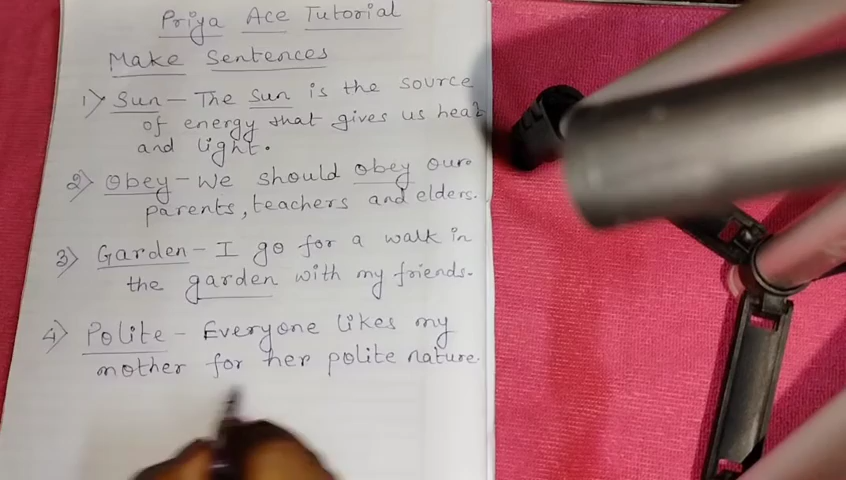 Priya Ace Tutorial
Make Sentences
1) Sun - The sun is the source
of energy that gives us heat
and light.
2) Obey - We should obey our
parents, teachers and elders.
3) Garden - I go for a walk in
the garden with my friends.
4) Polite - Everyone likes my
mother for her polite nature.